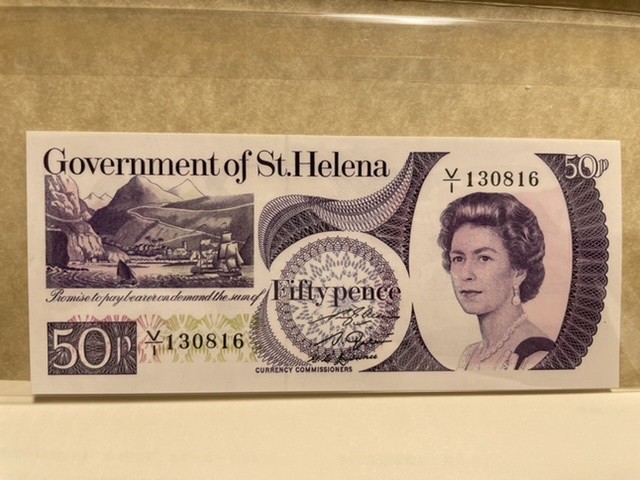 Government of St. Helena
50p
V/1 130816
Promise to pay bearer on demand the sum of
Fifty pence
50p
V/1 130816
CURRENCY COMMISSIONERS